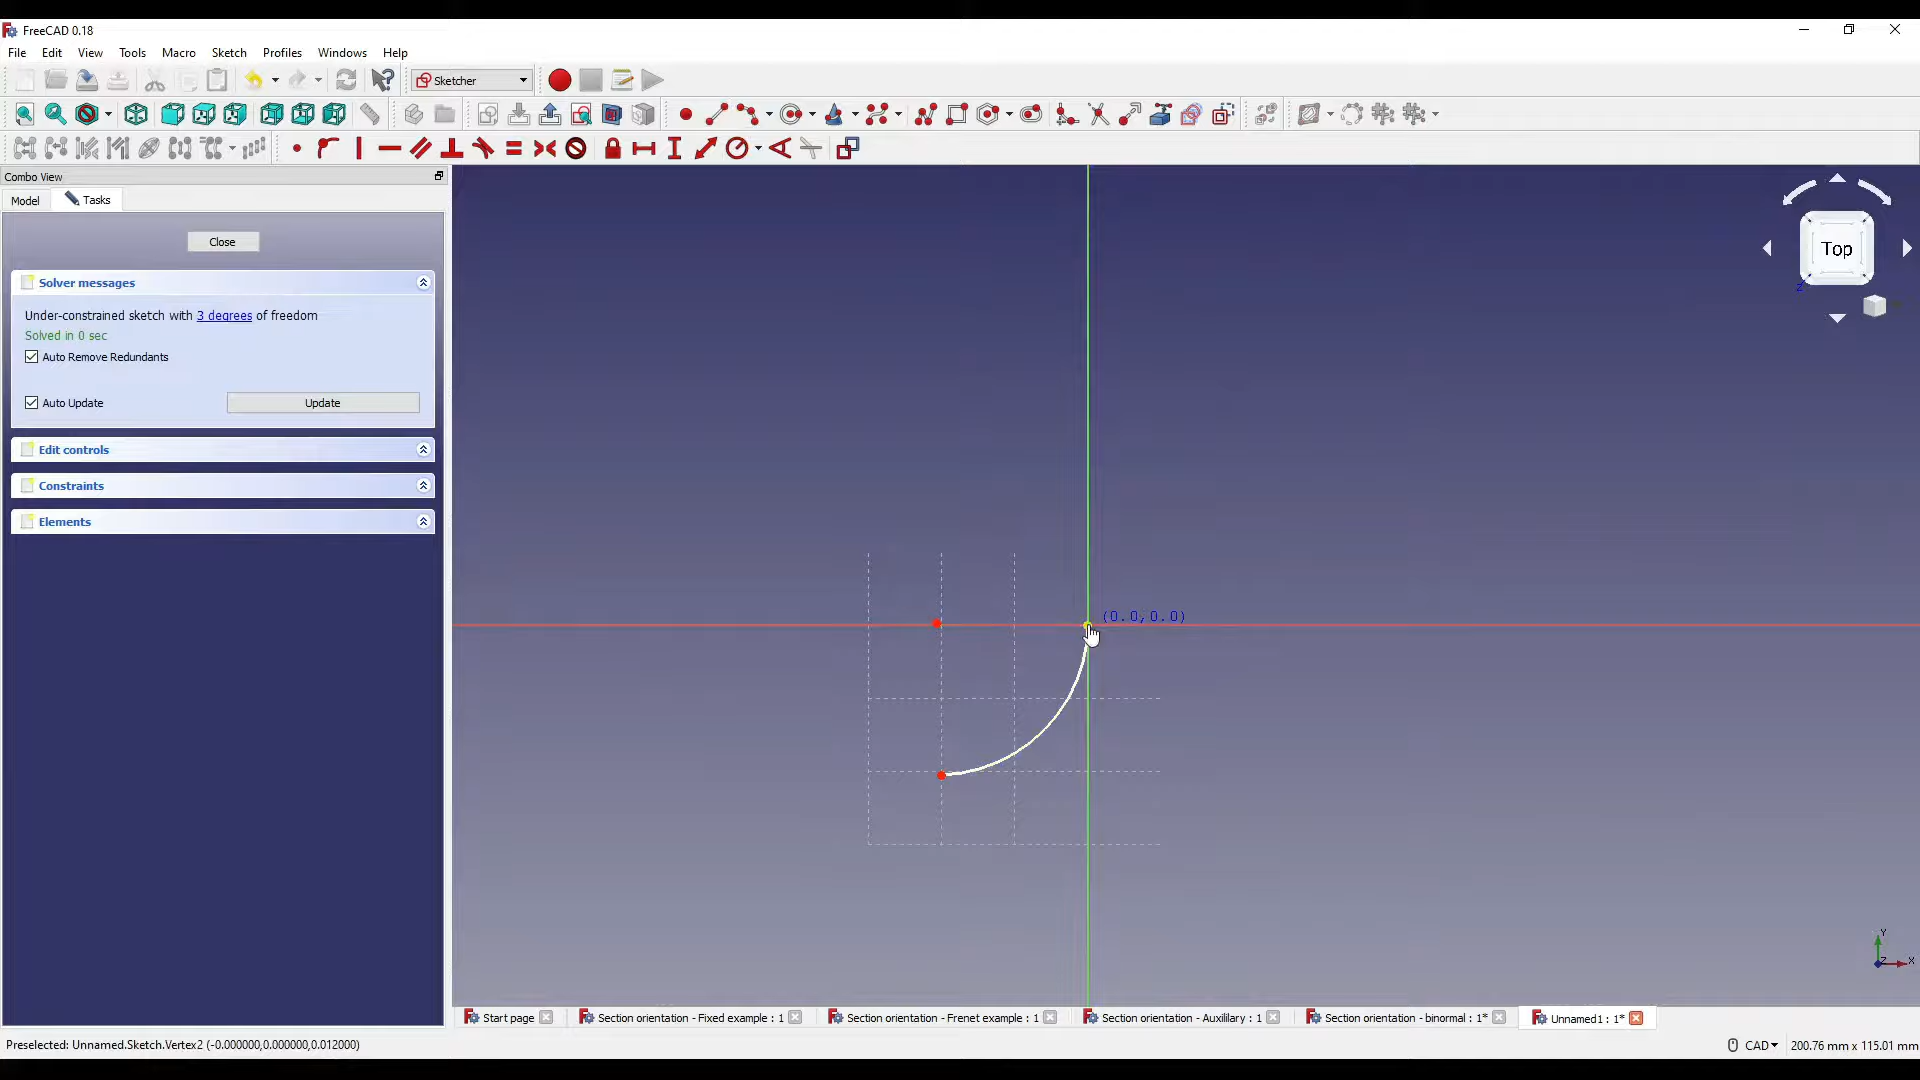 FreeCAD 0.18
File Edit View Tools Macro Sketch Profiles Windows Help
Sketcher
Combo View
Model Tasks
Close
Solver messages
Under-constrained sketch with 3 degrees of freedom
Solved in 0 sec
Auto Remove Redundants
Auto Update Update
Edit controls
Constraints
Elements
Top
Z
(0.0,0.0)
Y
Z X
Start page Section orientation - Fixed example : 1 Section orientation - Frenet example : 1 Section orientation - Auxililary : 1 Section orientation - binormal : 1* Unnamed1 : 1*
Preselected: Unnamed.Sketch.Vertex2 (-0.000000,0.000000,0.012000) CAD 200.76 mm x 115.01 mm